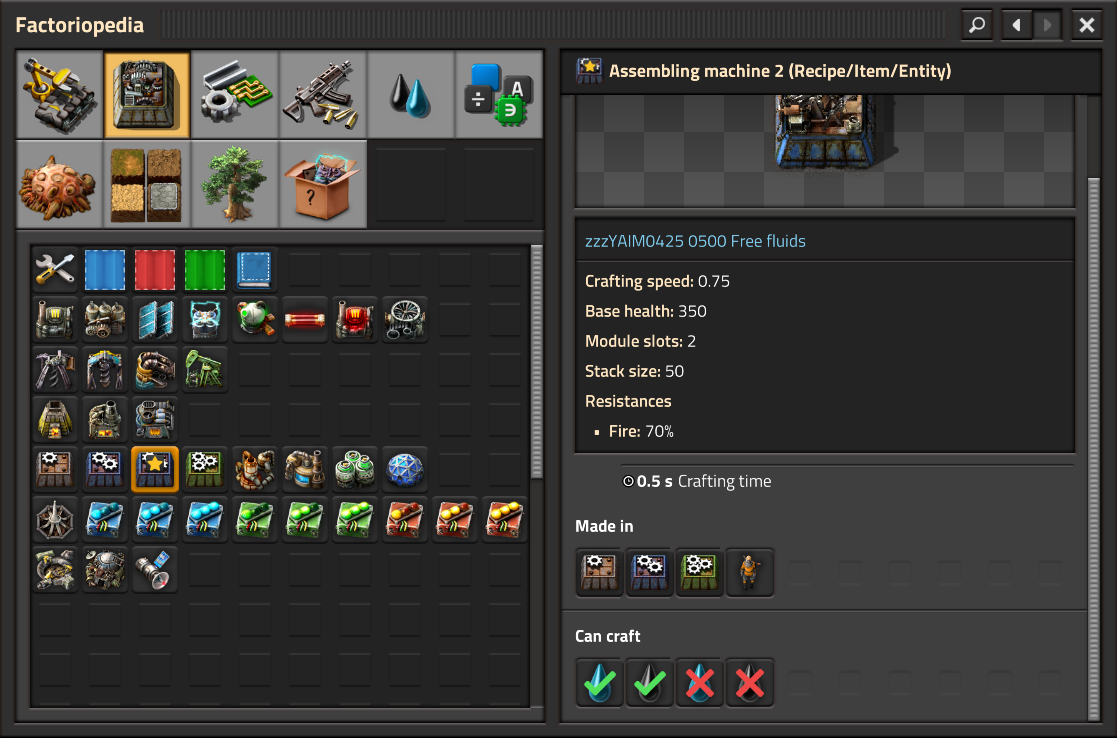 Factoriopedia
Assembling machine 2 (Recipe/Item/Entity)
zzzYAIM0425 0500 Free fluids
Crafting speed: 0.75
Base health: 350
Module slots: 2
Stack size: 50
Resistances
▪ Fire: 70%
0.5 s Crafting time
Made in
Can craft